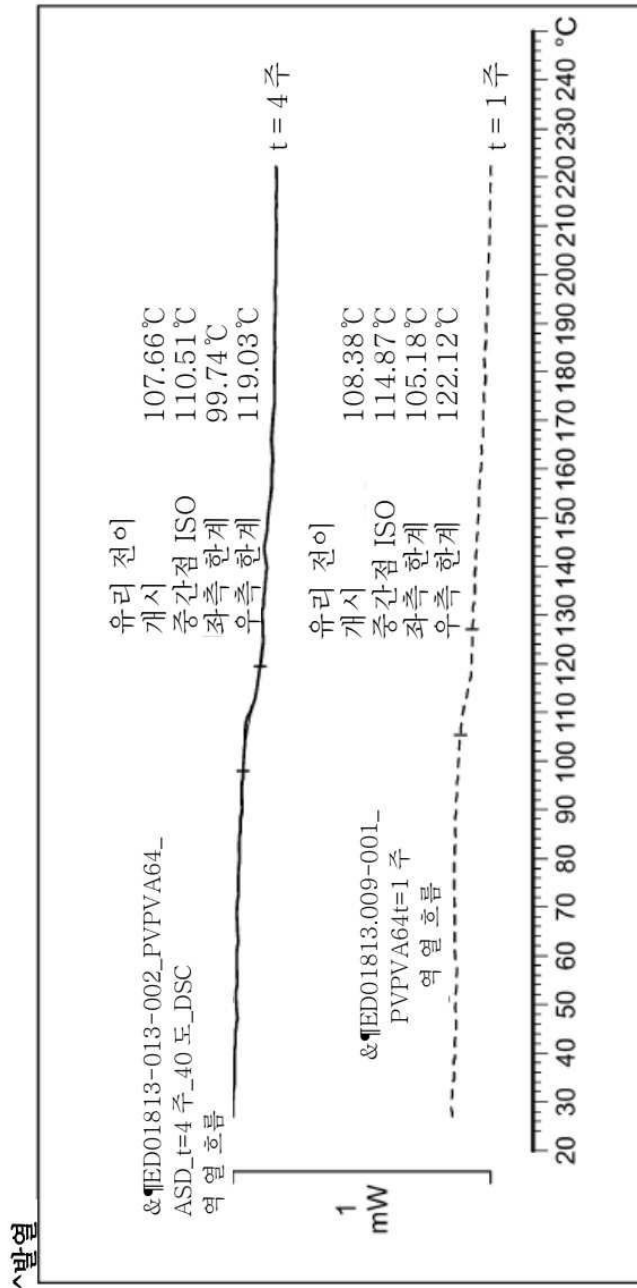 ^발열
&¶ED01813-013-002_PVPVA64_
ASD_t=4 주_40 도_DSC
역 열 흐름
유리 전이
개시 107.66℃
중간점 ISO 110.51℃
좌측 한계 99.74℃
우측 한계 119.03℃
t = 4 주
&¶ED01813.009-001_
PVPVA64t=1 주
역 열 흐름
유리 전이
개시 108.38℃
중간점 ISO 114.87℃
좌측 한계 105.18℃
우측 한계 122.12℃
t = 1 주
1
mW
20 30 40 50 60 70 80 90 100 110 120 130 140 150 160 170 180 190 200 210 220 230 240 °C